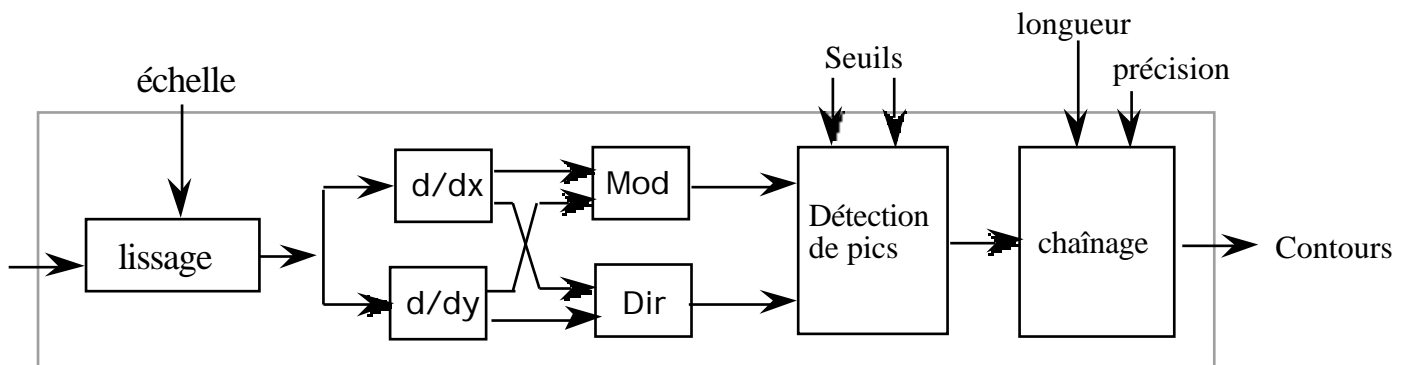 longueur
Seuils
précision
échelle
d/dx
Mod
Détection
de pics
chaînage
Contours
lissage
d/dy
Dir